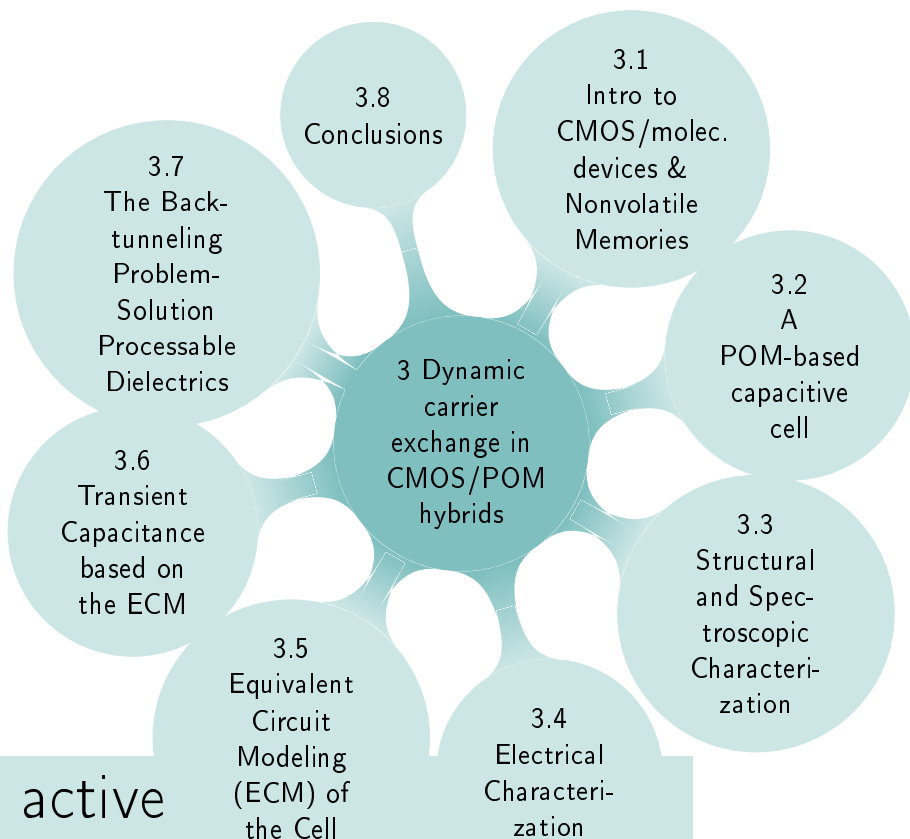 3 Dynamic
carrier
exchange in
CMOS/POM
hybrids
3.1
Intro to
CMOS/molec.
devices &
Nonvolatile
Memories
3.2
A
POM-based
capacitive
cell
3.3
Structural
and Spec-
troscopic
Characteri-
zation
3.4
Electrical
Characteri-
zation
3.5
Equivalent
Circuit
Modeling
(ECM) of
the Cell
3.6
Transient
Capacitance
based on
the ECM
3.7
The Back-
tunneling
Problem-
Solution
Processable
Dielectrics
3.8
Conclusions
active